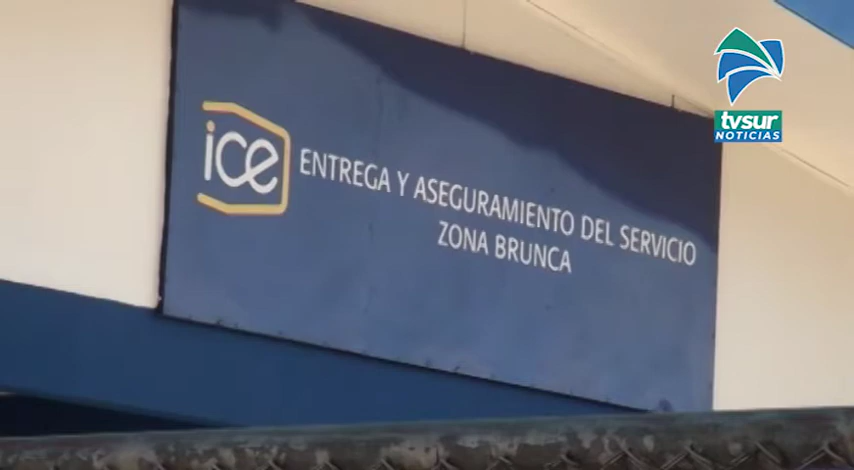 tvsur
NOTICIAS
ice
ENTREGA Y ASEGURAMIENTO DEL SERVICIO
ZONA BRUNCA